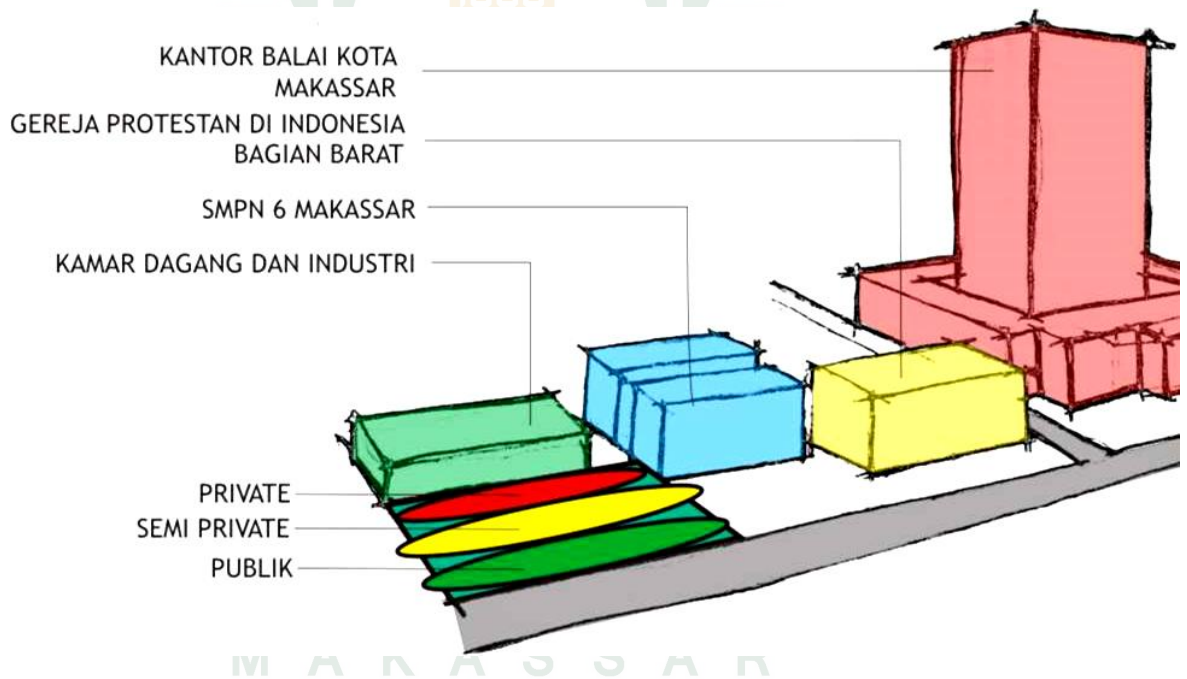 KANTOR BALAI KOTA
MAKASSAR
GEREJA PROTESTAN DI INDONESIA
BAGIAN BARAT
SMPN 6 MAKASSAR
KAMAR DAGANG DAN INDUSTRI
PRIVATE
SEMI PRIVATE
PUBLIK
M A K A S S A R